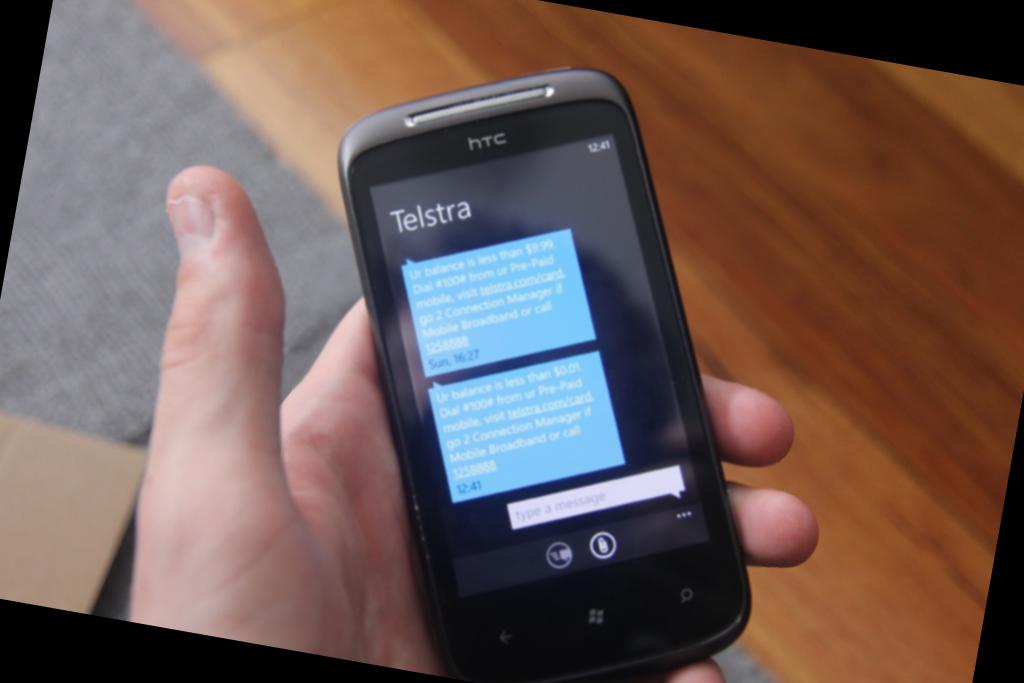 hTC
12:41
Telstra
Ur balance is less than $9.99.
Dial #100# from ur Pre-Paid
mobile, visit telstra.com/card,
go 2 Connection Manager if
Mobile Broadband or call
1258888
Sun, 16:27
Ur balance is less than $0.01.
Dial #100# from ur Pre-Paid
mobile, visit telstra.com/card,
go 2 Connection Manager if
Mobile Broadband or call
1258888
12:41
type a message